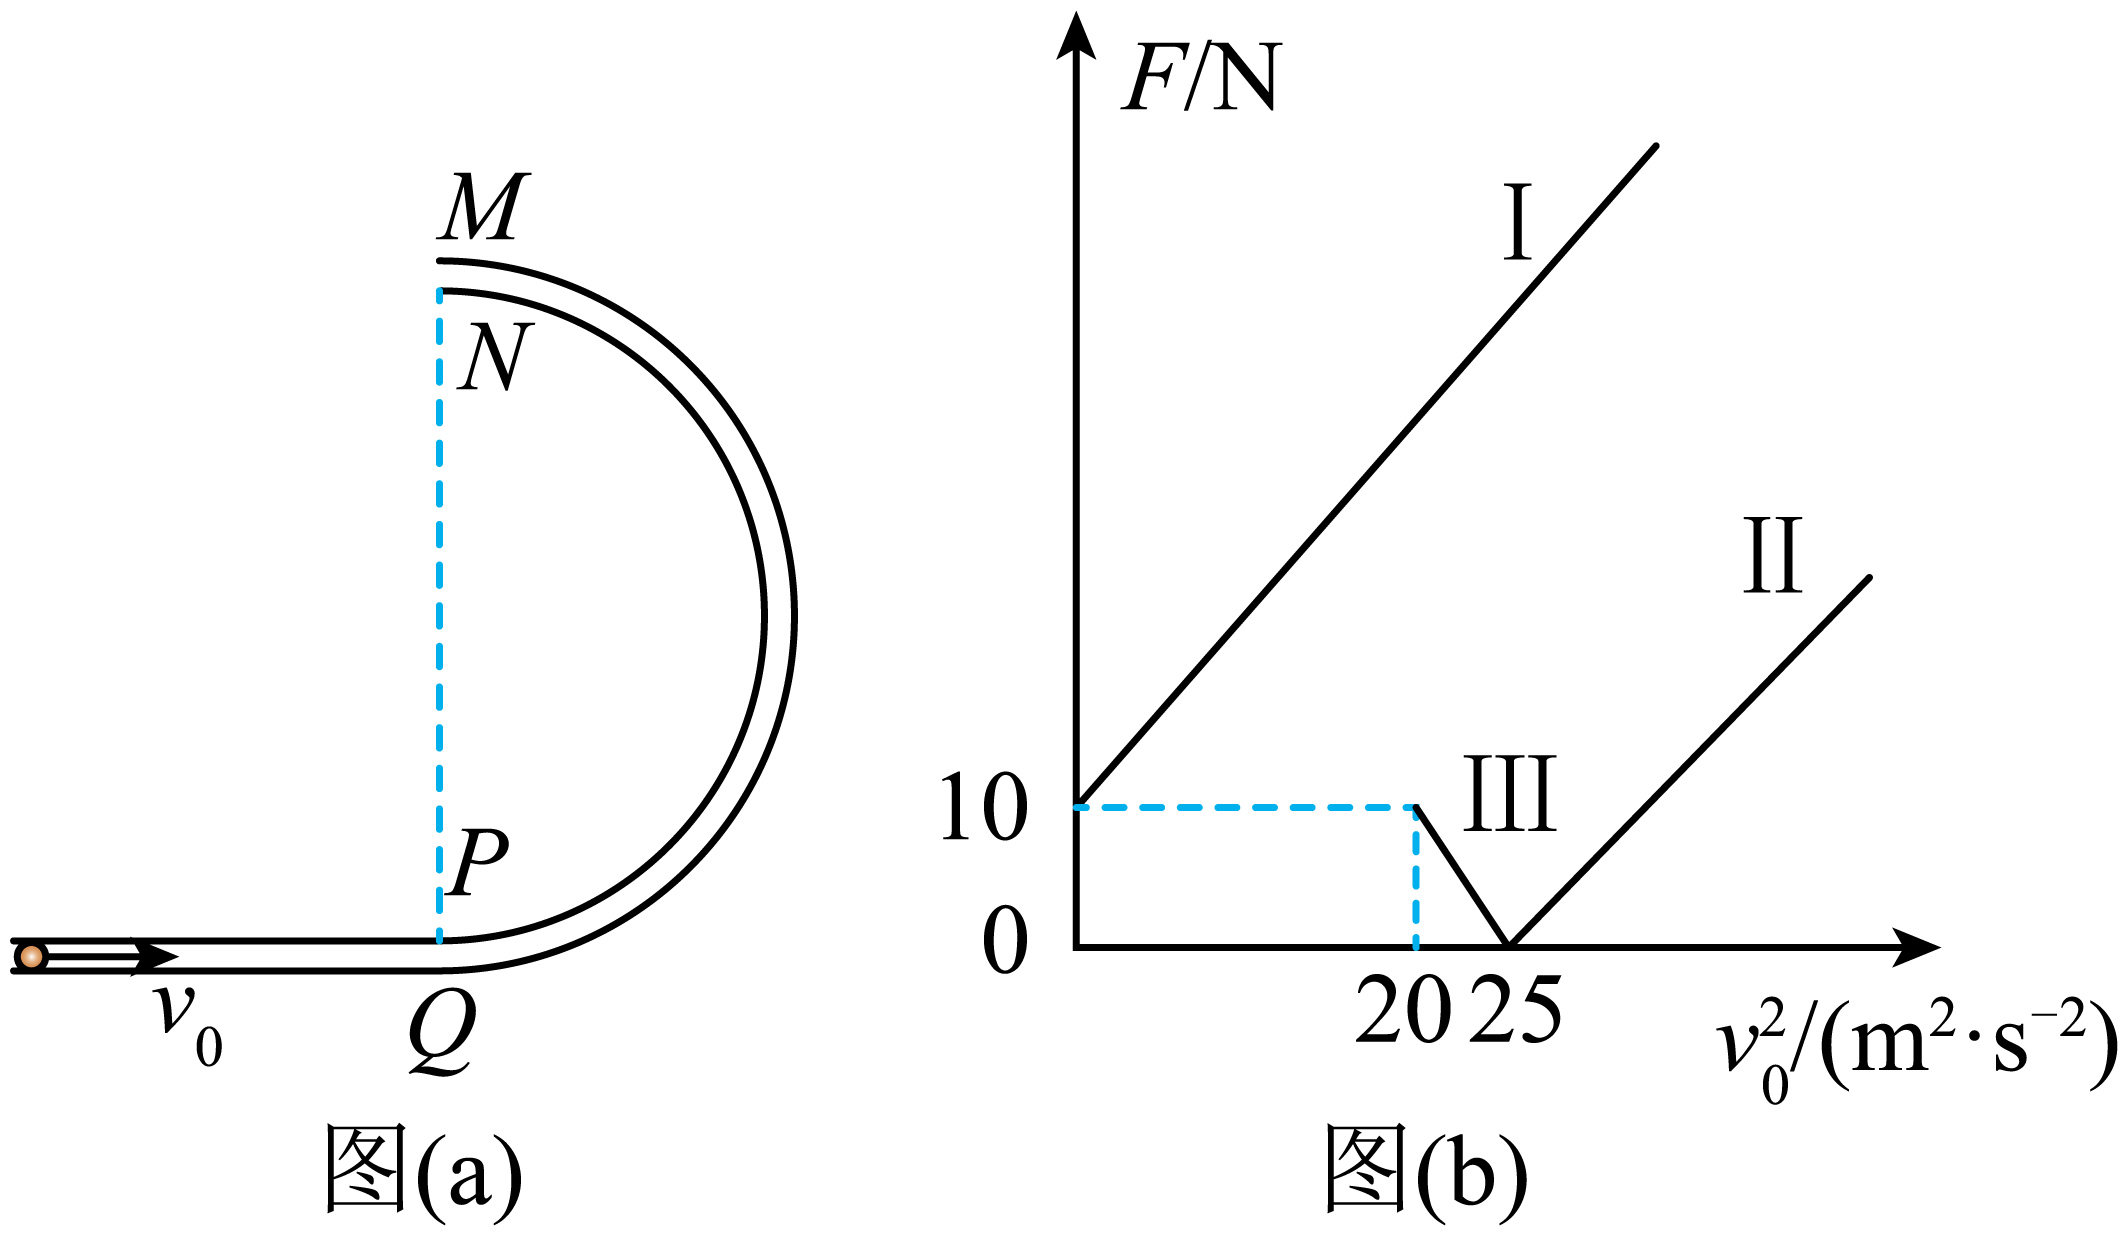 M
N
P
Q
v₀
图(a)
F/N
I
II
III
10
0
20 25
v₀²/(m²·s⁻²)
图(b)